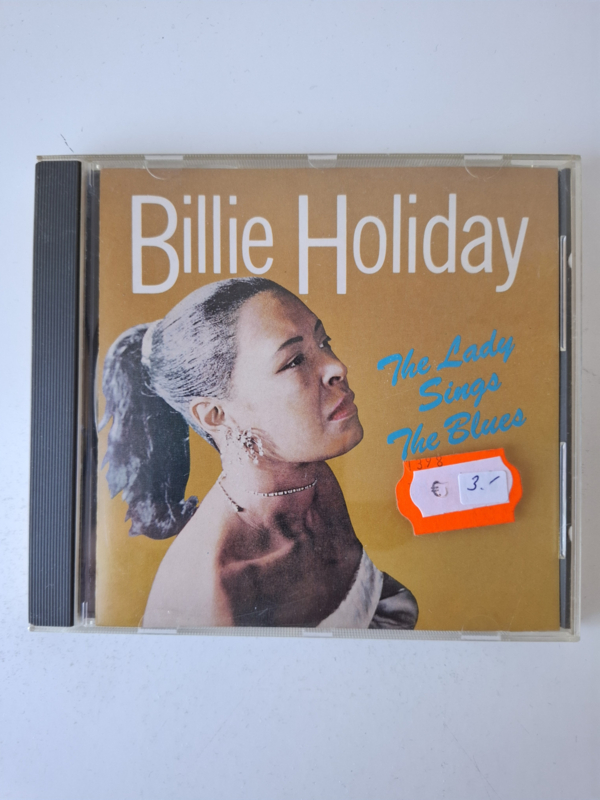 Billie Holiday
The Lady
Sings
The Blues
€ 3.-